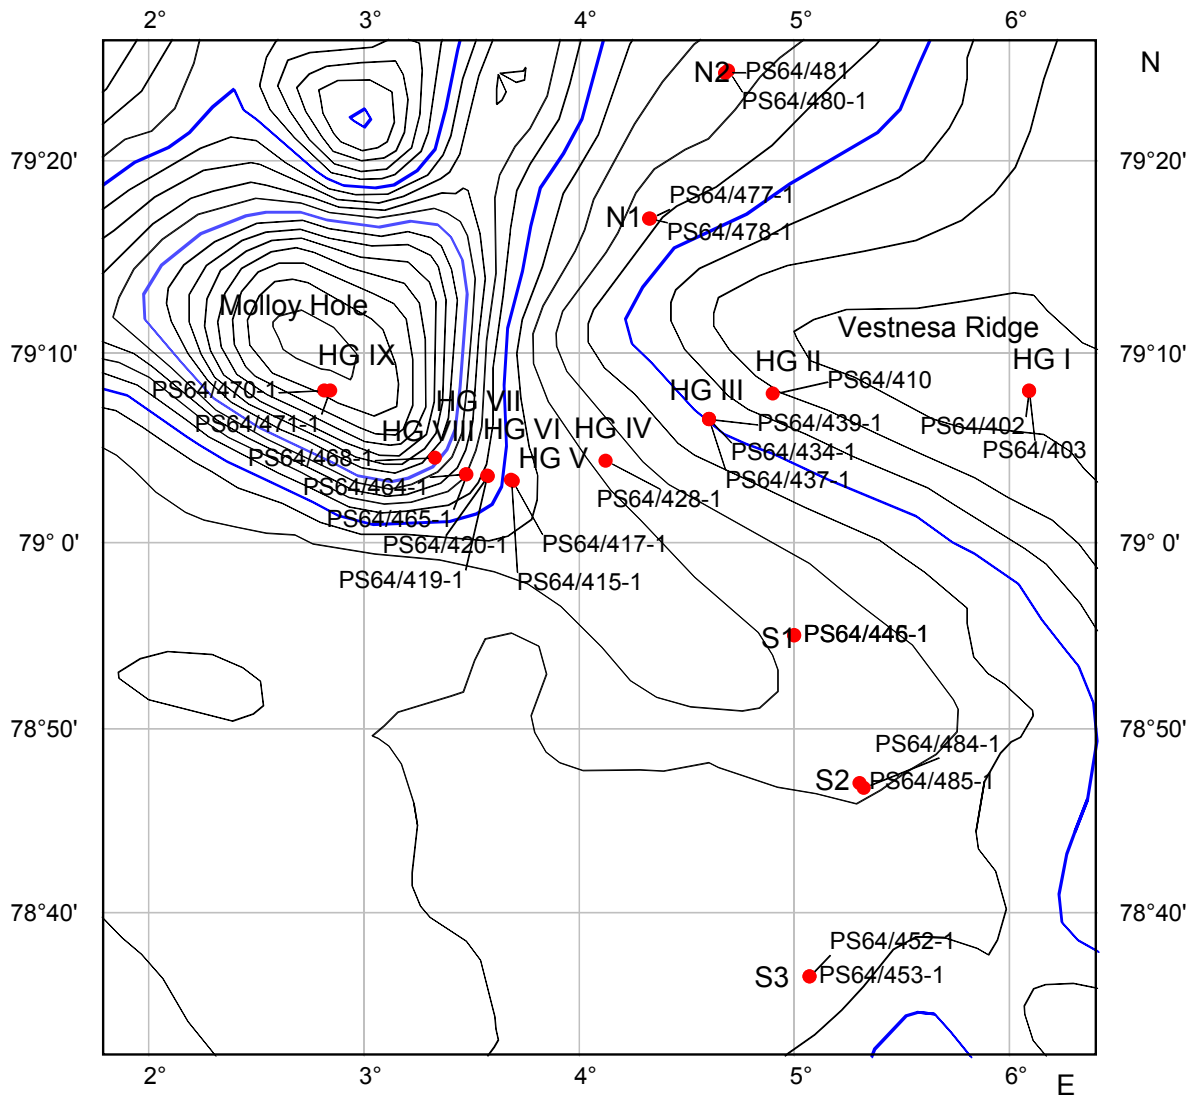 2° 3° 4° 5° 6°
N
N2 PS64/481
PS64/480-1
79°20' 79°20'
PS64/477-1
N1
PS64/478-1
Molloy Hole
Vestnesa Ridge
79°10' HG IX HG II HG I 79°10'
PS64/410
PS64/470-1 HG III
HG VII
PS64/471-1 PS64/439-1 PS64/402
HG VIII HG VI HG IV
PS64/434-1 PS64/403
PS64/468-1 HG V
PS64/437-1
PS64/464-1 PS64/428-1
PS64/465-1
79° 0' PS64/420-1 PS64/417-1 79° 0'
PS64/419-1 PS64/415-1
S1 PS64/445-1
78°50' 78°50'
PS64/484-1
S2 PS64/485-1
78°40' 78°40'
PS64/452-1
S3 PS64/453-1
2° 3° 4° 5° 6°
E